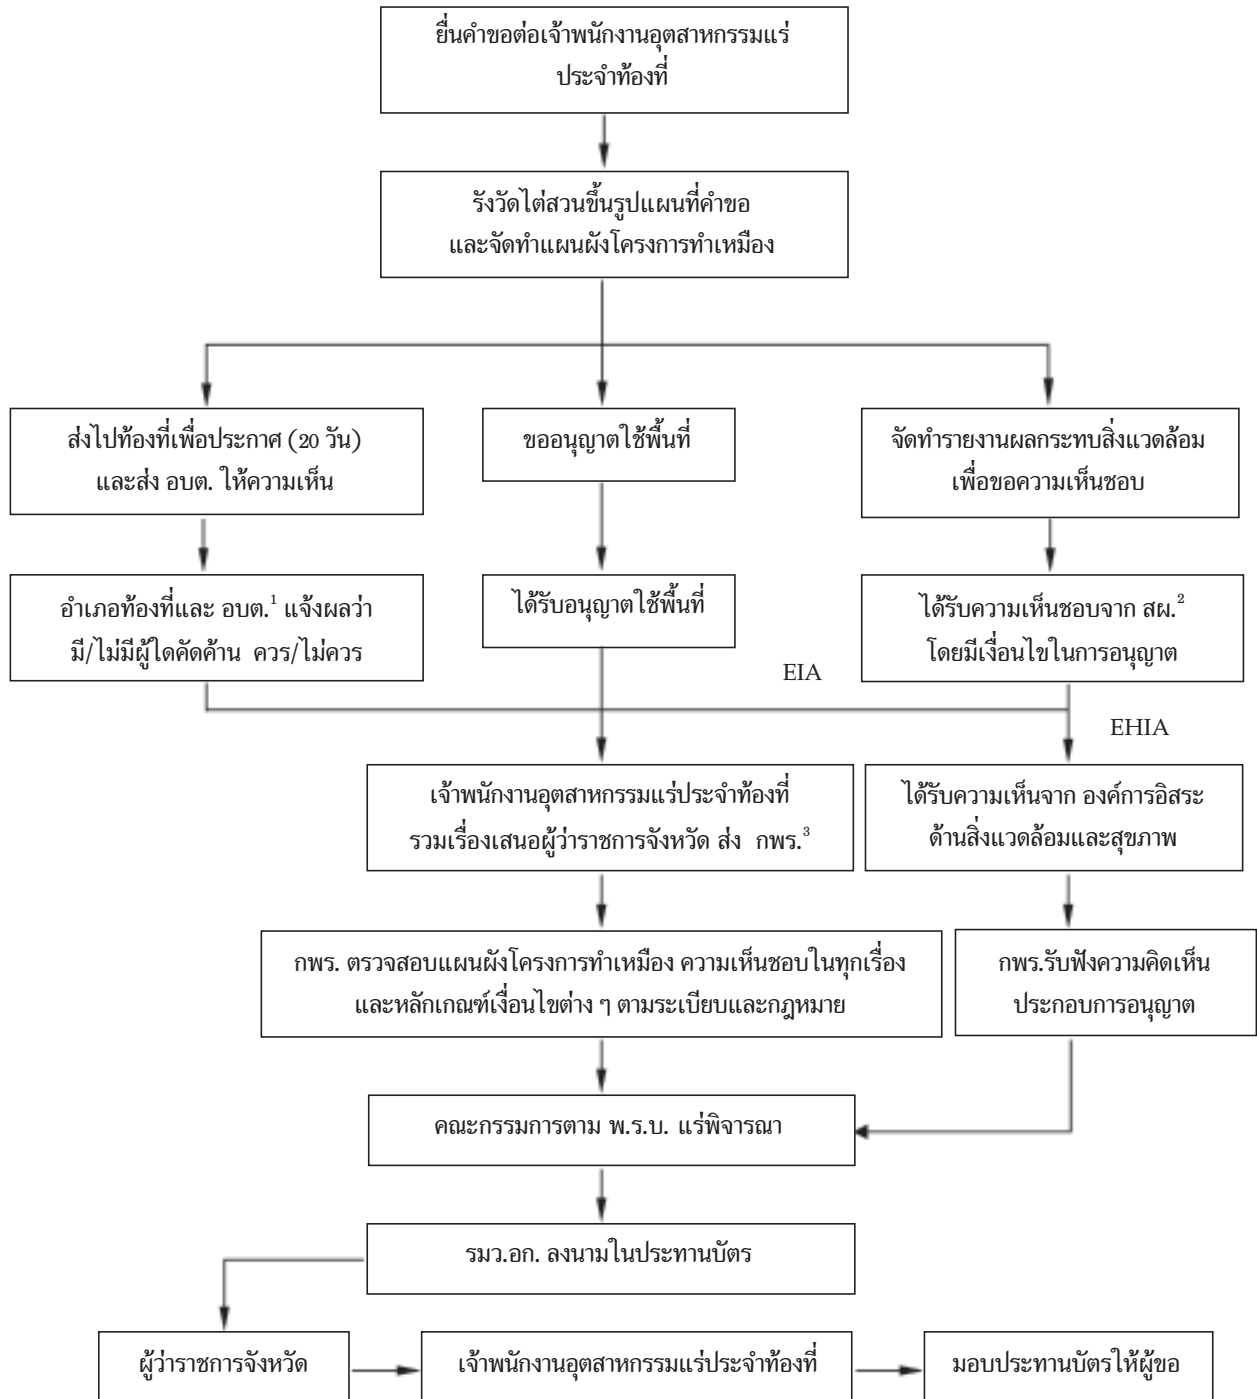 ยื่นคำขอต่อเจ้าพนักงานอุตสาหกรรมแร่
ประจำท้องที่
รังวัดไต่สวนขึ้นรูปแผนที่คำขอ
และจัดทำแผนผังโครงการทำเหมือง
ส่งไปท้องที่เพื่อประกาศ (20 วัน)
และส่ง อบต. ให้ความเห็น
ขออนุญาตใช้พื้นที่
จัดทำรายงานผลกระทบสิ่งแวดล้อม
เพื่อขอความเห็นชอบ
อำเภอท้องที่และ อบต.¹ แจ้งผลว่า
มี/ไม่มีผู้ใดคัดค้าน ควร/ไม่ควร
ได้รับอนุญาตใช้พื้นที่
ได้รับความเห็นชอบจาก สผ.²
โดยมีเงื่อนไขในการอนุญาต
EIA
EHIA
เจ้าพนักงานอุตสาหกรรมแร่ประจำท้องที่
รวมเรื่องเสนอผู้ว่าราชการจังหวัด ส่ง กพร.³
ได้รับความเห็นจาก องค์การอิสระ
ด้านสิ่งแวดล้อมและสุขภาพ
กพร. ตรวจสอบแผนผังโครงการทำเหมือง ความเห็นชอบในทุกเรื่อง
และหลักเกณฑ์เงื่อนไขต่าง ๆ ตามระเบียบและกฎหมาย
กพร.รับฟังความคิดเห็น
ประกอบการอนุญาต
คณะกรรมการตาม พ.ร.บ. แร่พิจารณา
รมว.อก. ลงนามในประทานบัตร
ผู้ว่าราชการจังหวัด
เจ้าพนักงานอุตสาหกรรมแร่ประจำท้องที่
มอบประทานบัตรให้ผู้ขอ